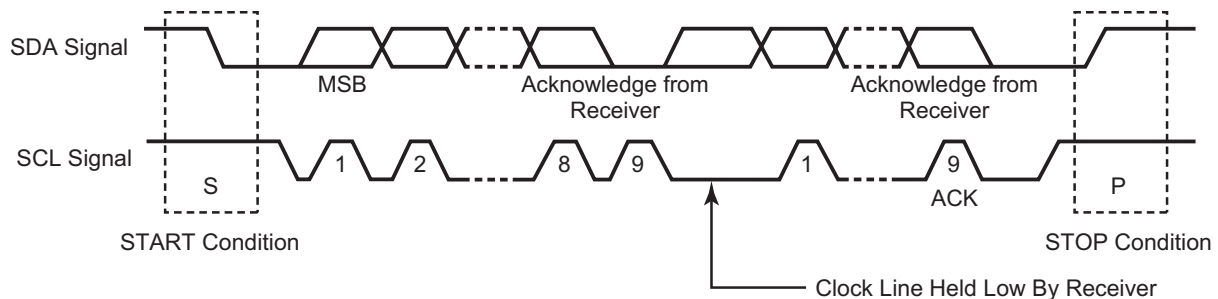 SDA Signal
MSB
Acknowledge from
Receiver
Acknowledge from
Receiver
SCL Signal
S
1
2
8
9
1
9
ACK
P
START Condition
STOP Condition
Clock Line Held Low By Receiver